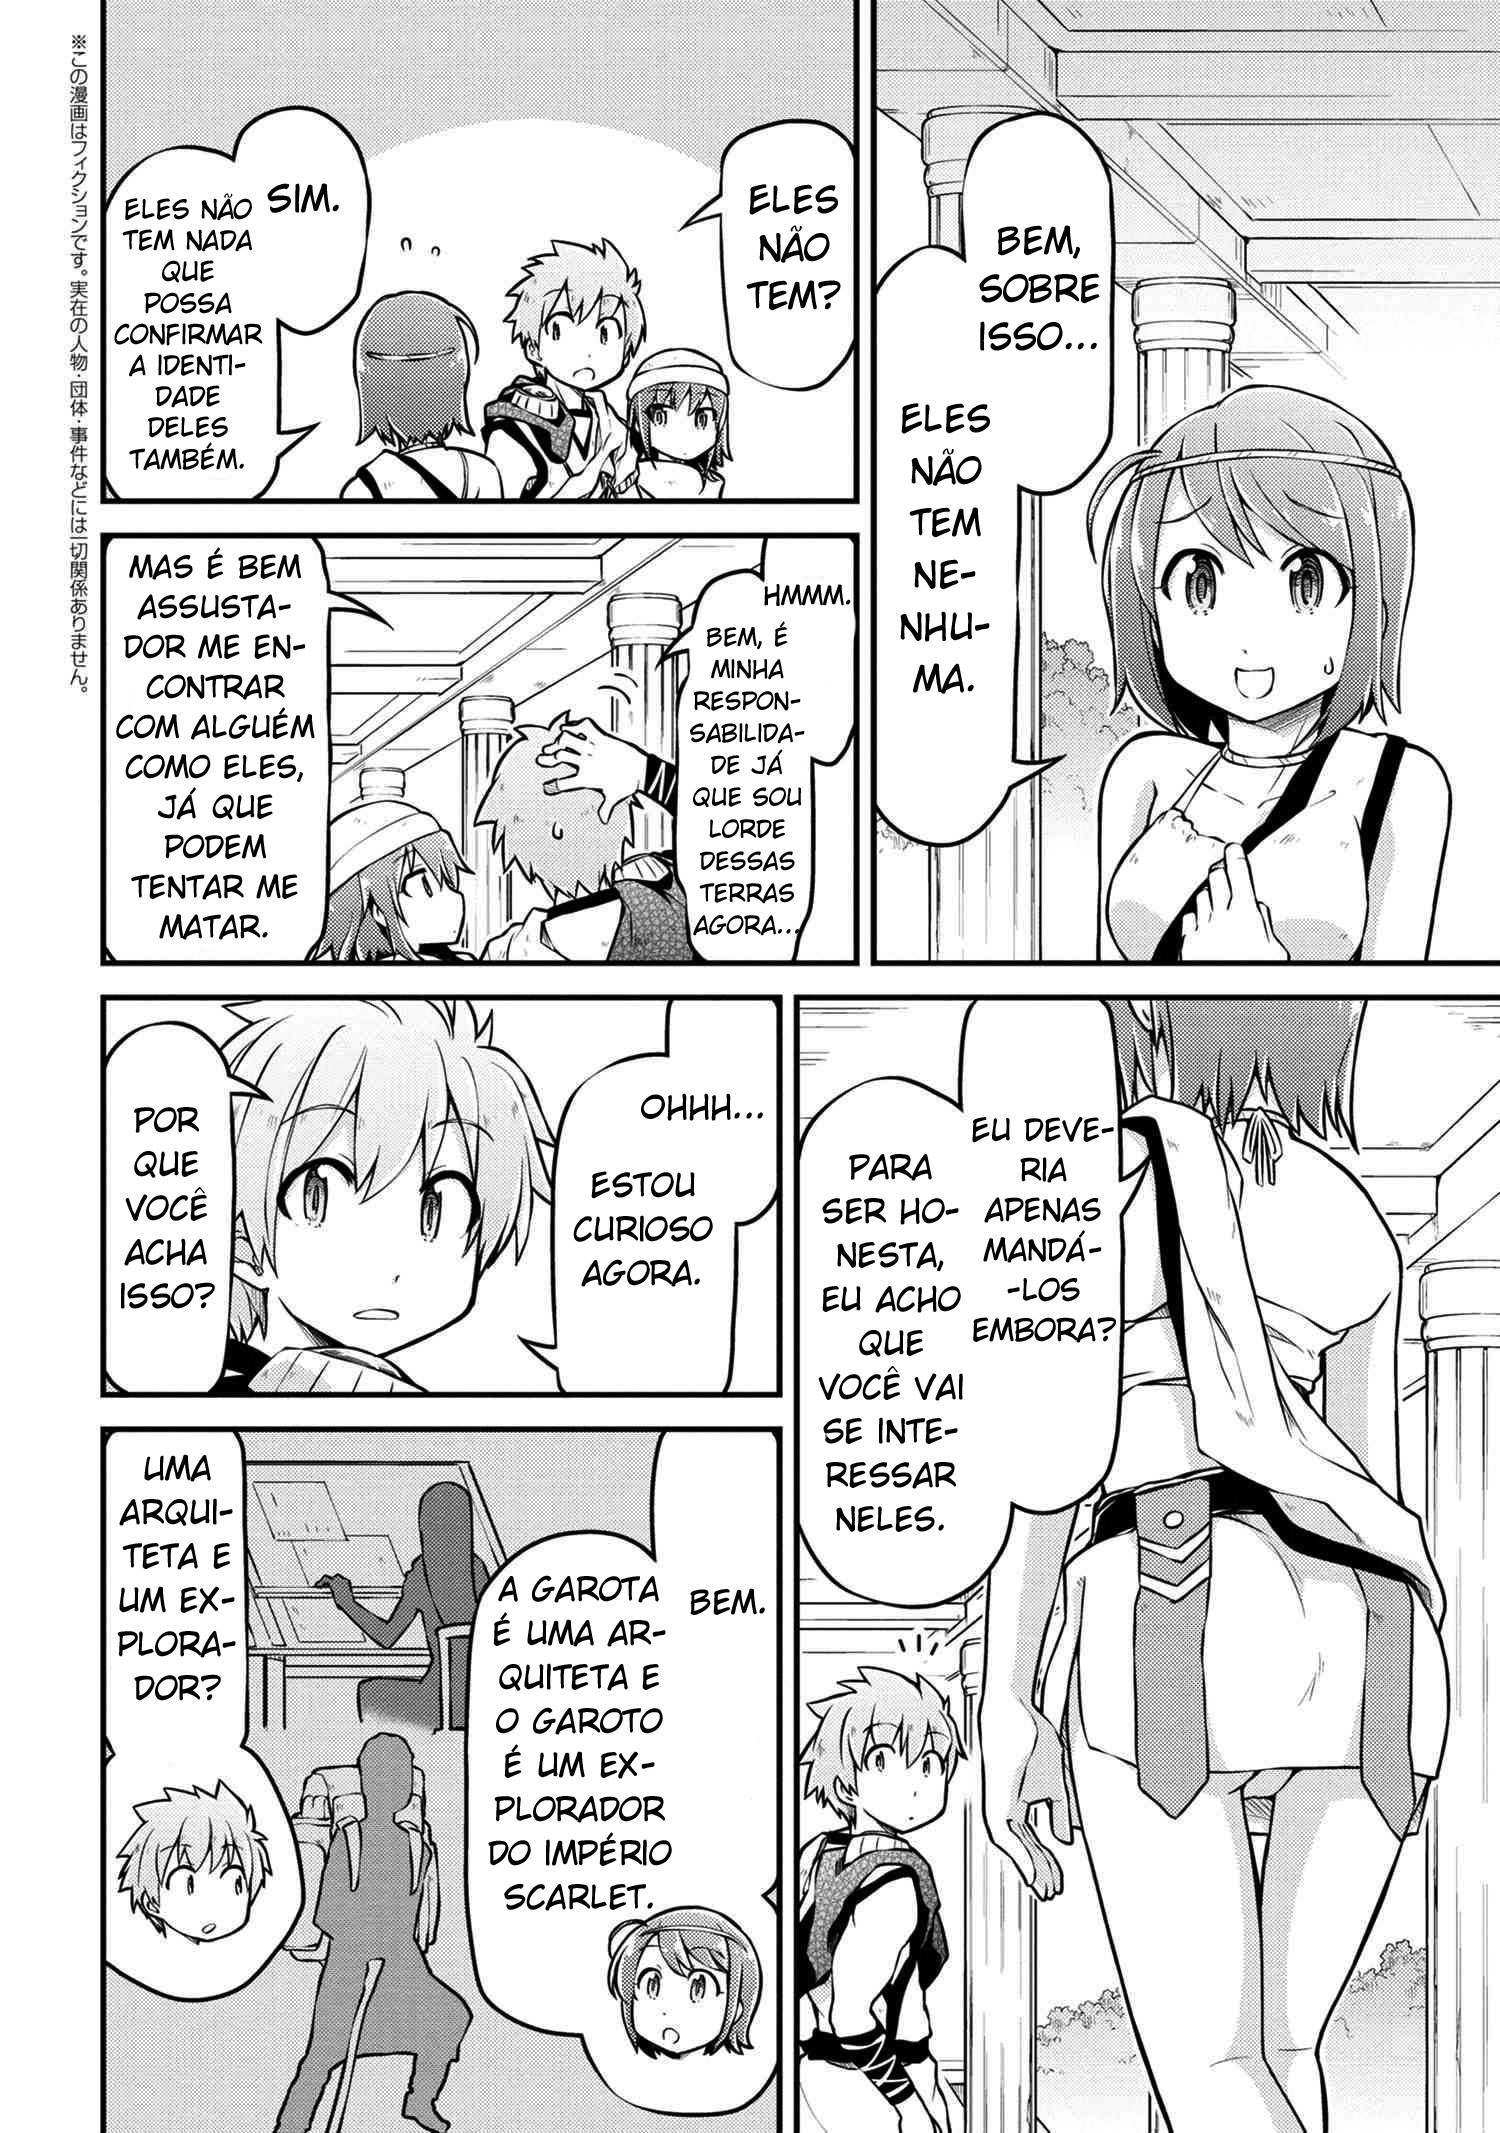 BEM,
SOBRE
ISSO...
ELES
NÃO
TEM
NE-
NHU-
MA.
ELES
NÃO
TEM?
SIM.
ELES NÃO
TEM NADA
QUE
POSSA
CONFIRMAR
A IDENTI-
DADE
DELES
TAMBÉM.
HMMM.
BEM, É
MINHA
RESPON-
SABILIDA-
DE JÁ
QUE SOU
LORDE
DESSAS
TERRAS
AGORA...
MAS É BEM
ASSUSTA-
DOR ME EN-
CONTRAR
COM ALGUÉM
COMO ELES,
JÁ QUE
PODEM
TENTAR ME
MATAR.
EU DEVE-
RIA
APENAS
MANDÁ-
-LOS
EMBORA?
PARA
SER HO-
NESTA,
EU ACHO
QUE
VOCÊ VAI
SE INTE-
RESSAR
NELES.
OHHH...
ESTOU
CURIOSO
AGORA.
POR
QUE
VOCÊ
ACHA
ISSO?
BEM.
A GAROTA
É UMA AR-
QUITETA E
O GAROTO
É UM EX-
PLORADOR
DO IMPÉRIO
SCARLET.
UMA
ARQUI-
TETA E
UM EX-
PLORA-
DOR?
※この漫画はフィクションです。実在の人物・団体・事件などには一切関係ありません。